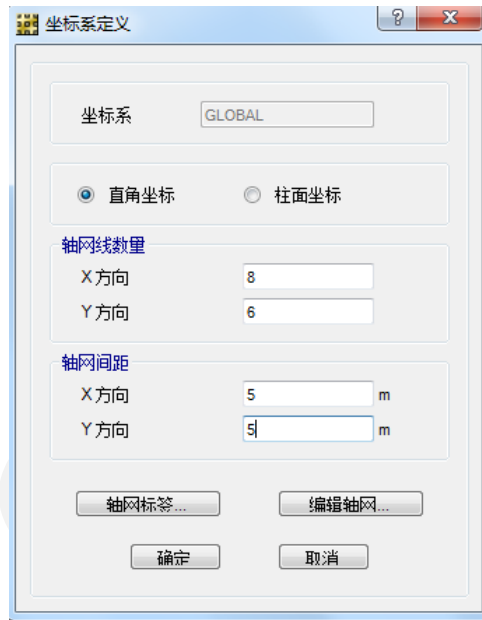 坐标系定义
坐标系 GLOBAL
直角坐标 柱面坐标
轴网线数量
X方向 8
Y方向 6
轴网间距
X方向 5 m
Y方向 5 m
轴网标签... 编辑轴网...
确定 取消